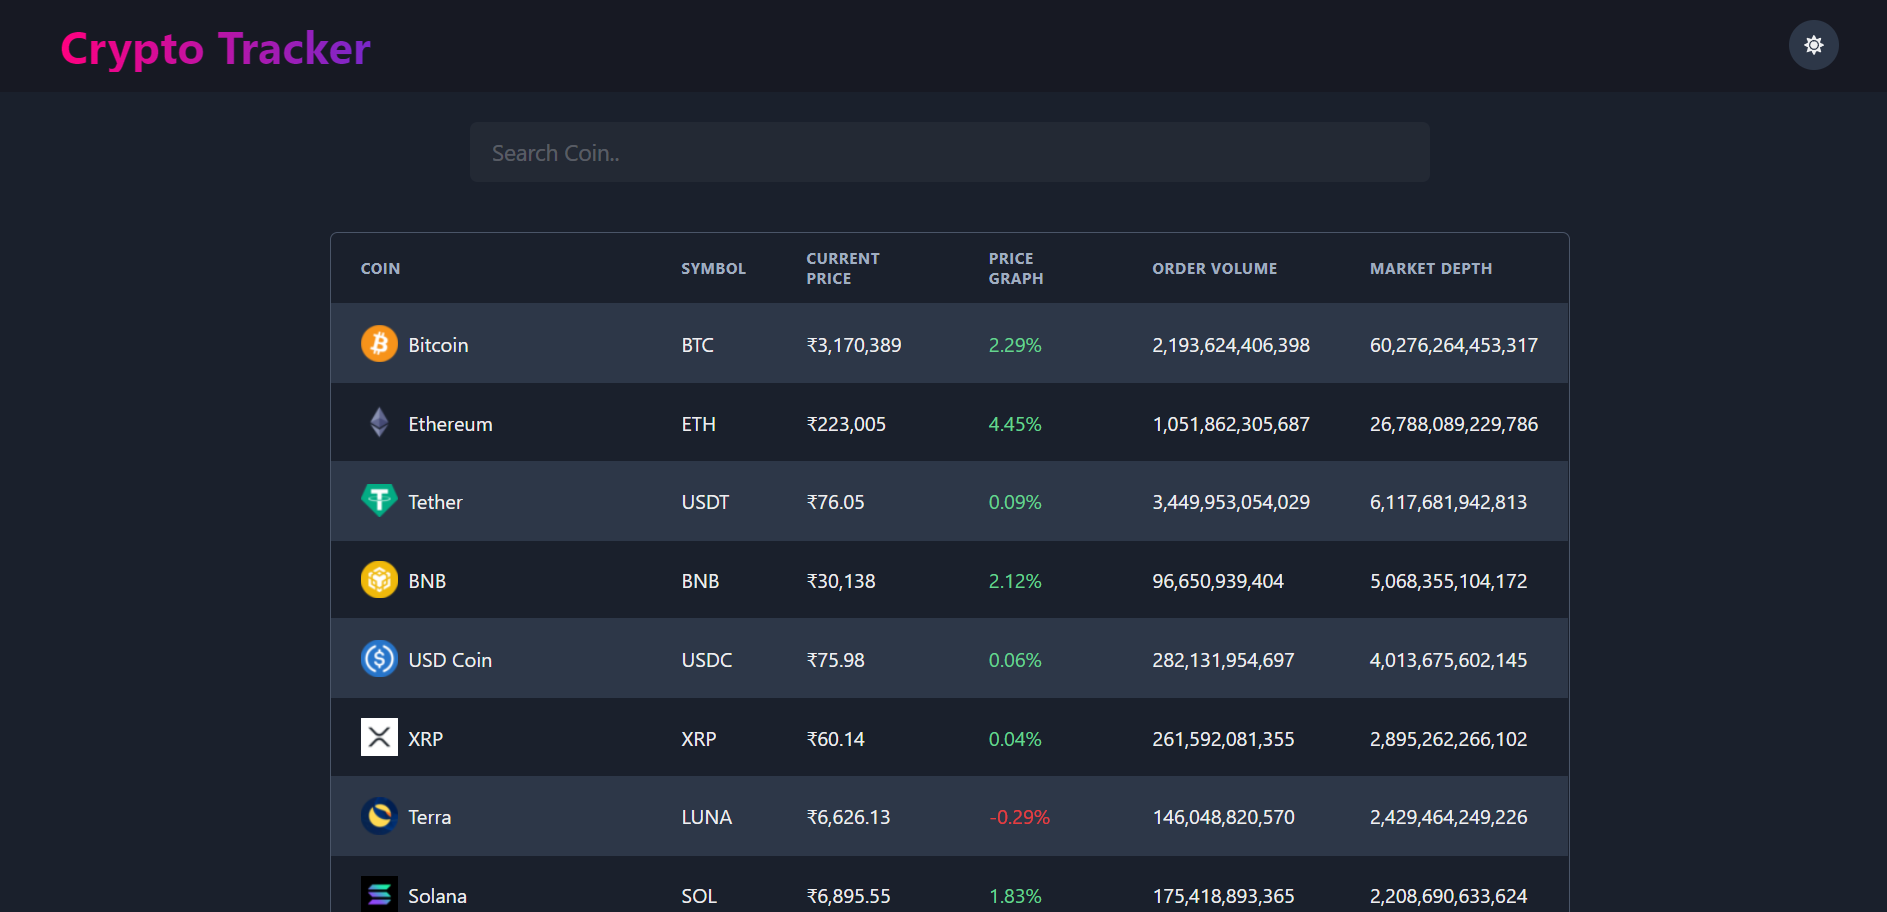 Crypto Tracker
Search Coin..
COIN SYMBOL CURRENT PRICE PRICE GRAPH ORDER VOLUME MARKET DEPTH
Bitcoin BTC ₹3,170,389 2.29% 2,193,624,406,398 60,276,264,453,317
Ethereum ETH ₹223,005 4.45% 1,051,862,305,687 26,788,089,229,786
Tether USDT ₹76.05 0.09% 3,449,953,054,029 6,117,681,942,813
BNB BNB ₹30,138 2.12% 96,650,939,404 5,068,355,104,172
USD Coin USDC ₹75.98 0.06% 282,131,954,697 4,013,675,602,145
XRP XRP ₹60.14 0.04% 261,592,081,355 2,895,262,266,102
Terra LUNA ₹6,626.13 -0.29% 146,048,820,570 2,429,464,249,226
Solana SOL ₹6,895.55 1.83% 175,418,893,365 2,208,690,633,624